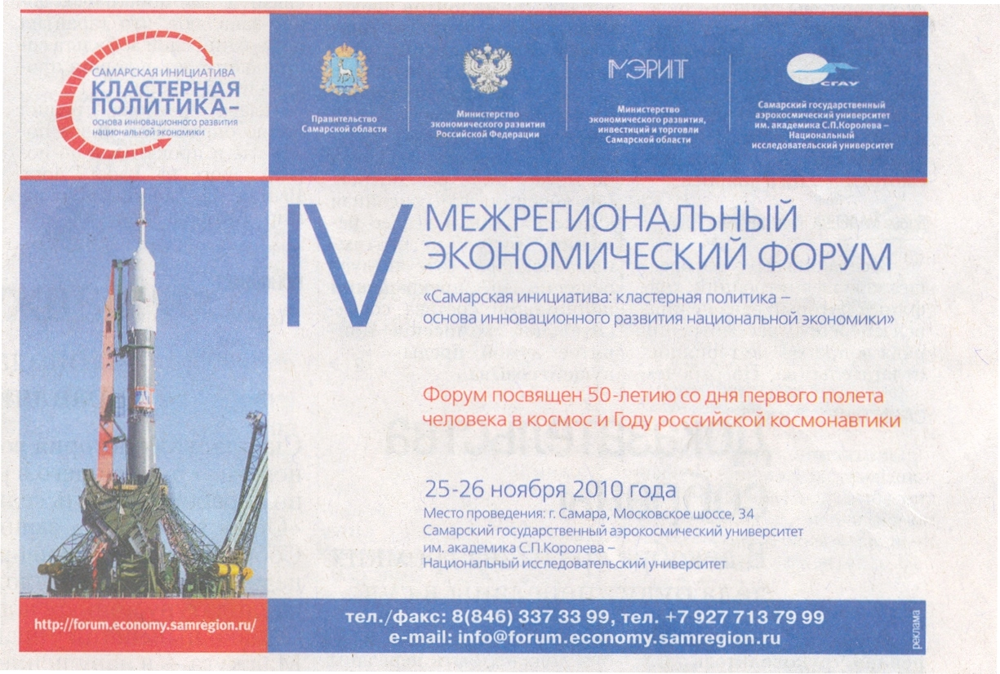 САМАРСКАЯ ИНИЦИАТИВА
КЛАСТЕРНАЯ
ПОЛИТИКА–
основа инновационного развития
национальной экономики
Правительство
Самарской области
Министерство
экономического развития
Российской Федерации
МЭРИТ
Министерство
экономического развития,
инвестиций и торговли
Самарской области
СГАУ
Самарский государственный
аэрокосмический университет
им. академика С.П.Королева –
Национальный
исследовательский университет
IV МЕЖРЕГИОНАЛЬНЫЙ
ЭКОНОМИЧЕСКИЙ ФОРУМ
«Самарская инициатива: кластерная политика –
основа инновационного развития национальной экономики»
Форум посвящен 50-летию со дня первого полета
человека в космос и Году российской космонавтики
25-26 ноября 2010 года
Место проведения: г. Самара, Московское шоссе, 34
Самарский государственный аэрокосмический университет
им. академика С.П.Королева –
Национальный исследовательский университет
http://forum.economy.samregion.ru/
тел./факс: 8(846) 337 33 99, тел. +7 927 713 79 99
e-mail: info@forum.economy.samregion.ru
реклама